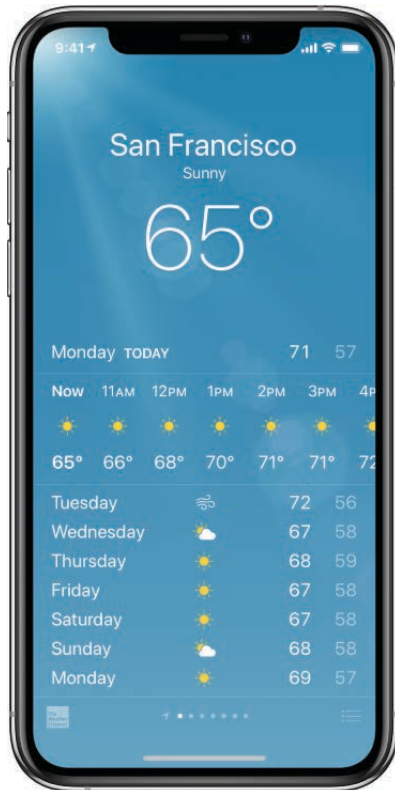 9:41
San Francisco
Sunny
65°
Monday TODAY 71 57
Now 11AM 12PM 1PM 2PM 3PM 4P
65° 66° 68° 70° 71° 71° 72
Tuesday 72 56
Wednesday 67 58
Thursday 68 59
Friday 67 58
Saturday 67 58
Sunday 68 58
Monday 69 57